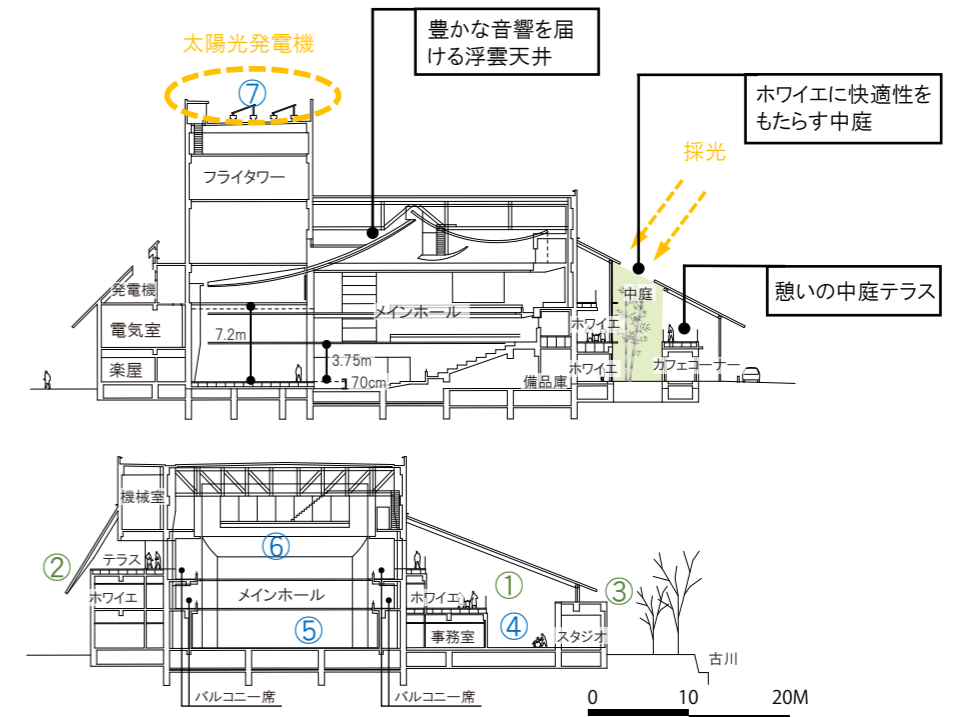 太陽光発電機
⑦
豊かな音響を届
ける浮雲天井
ホワイエに快適性を
もたらす中庭
採光
フライタワー
憩いの中庭テラス
発電機
中庭
メインホール
電気室
7.2m
ホワイエ
3.75m
楽屋
70cm
備品庫
ホワイエ
カフェコーナー
機械室
⑥
②
テラス
①
③
ホワイエ
メインホール
ホワイエ
⑤
④
事務室
スタジオ
古川
バルコニー席
バルコニー席
0
10
20M